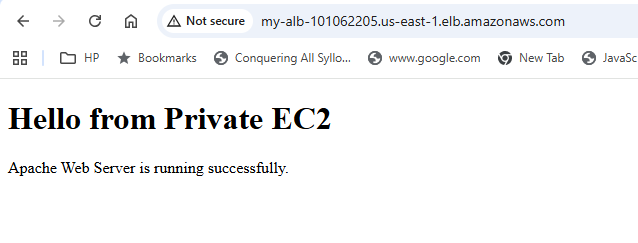 Not secure my-alb-101062205.us-east-1.elb.amazonaws.com
HP Bookmarks Conquering All Syllo... www.google.com New Tab JavaSc
Hello from Private EC2
Apache Web Server is running successfully.